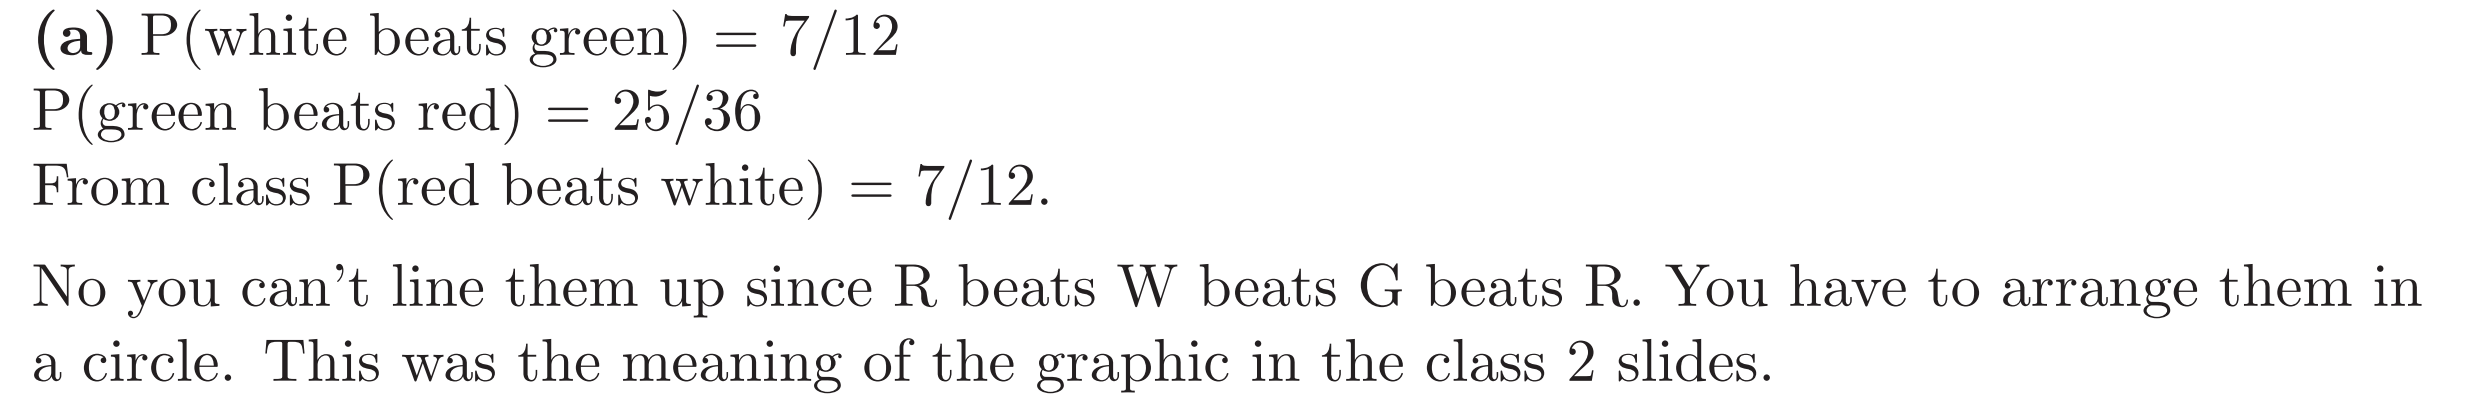 (a) P(white beats green) = 7/12
P(green beats red) = 25/36
From class P(red beats white) = 7/12.
No you can't line them up since R beats W beats G beats R. You have to arrange them in
a circle. This was the meaning of the graphic in the class 2 slides.